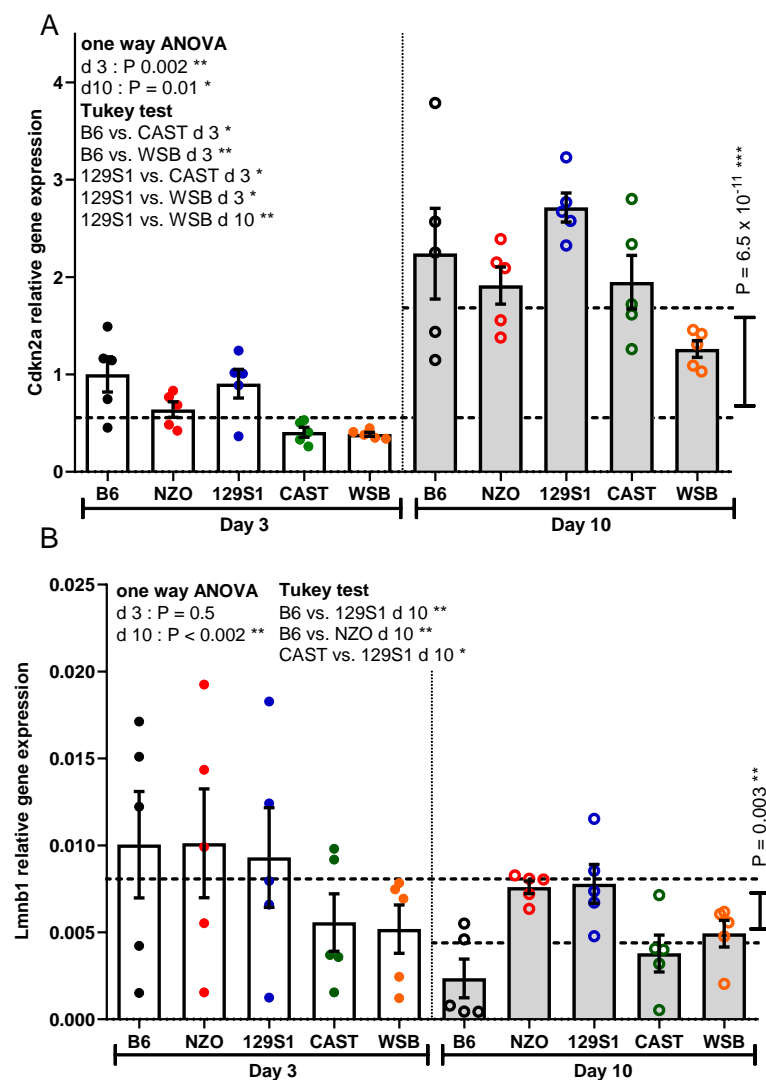 A
one way ANOVA
d 3 : P 0.002 **
d10 : P = 0.01 *
Tukey test
B6 vs. CAST d 3 *
B6 vs. WSB d 3 **
129S1 vs. CAST d 3 *
129S1 vs. WSB d 3 *
129S1 vs. WSB d 10 **
Cdkn2a relative gene expression
4
3
2
1
0
P = 6.5 x 10-11 ***
B6 NZO 129S1 CAST WSB B6 NZO 129S1 CAST WSB
Day 3 Day 10
B
one way ANOVA Tukey test
d 3 : P = 0.5 B6 vs. 129S1 d 10 **
d 10 : P < 0.002 ** B6 vs. NZO d 10 **
CAST vs. 129S1 d 10 *
Lmnb1 relative gene expression
0.025
0.020
0.015
0.010
0.005
0.000
P = 0.003 **
B6 NZO 129S1 CAST WSB B6 NZO 129S1 CAST WSB
Day 3 Day 10